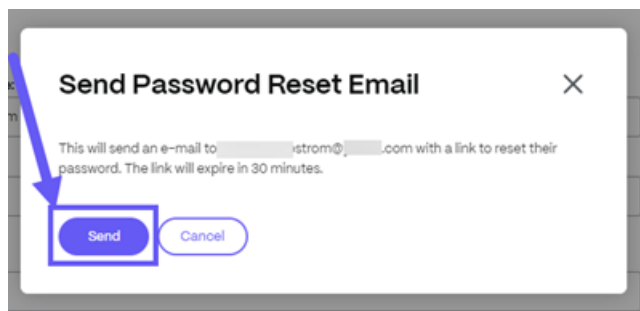 Send Password Reset Email
This will send an e-mail to strom@ .com with a link to reset their
password. The link will expire in 30 minutes.
Send
Cancel